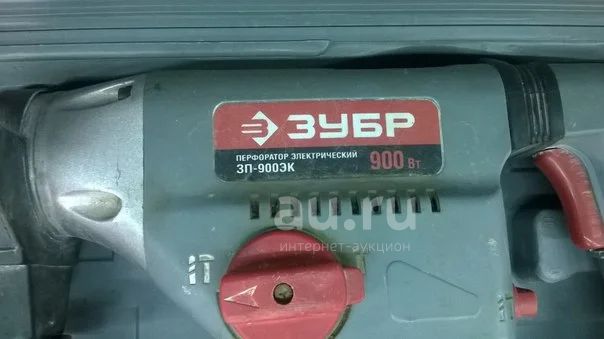 ЗУБР
ПЕРФОРАТОР ЭЛЕКТРИЧЕСКИЙ
ЗП-900ЭК 900 Вт
au.ru
интернет-аукцион